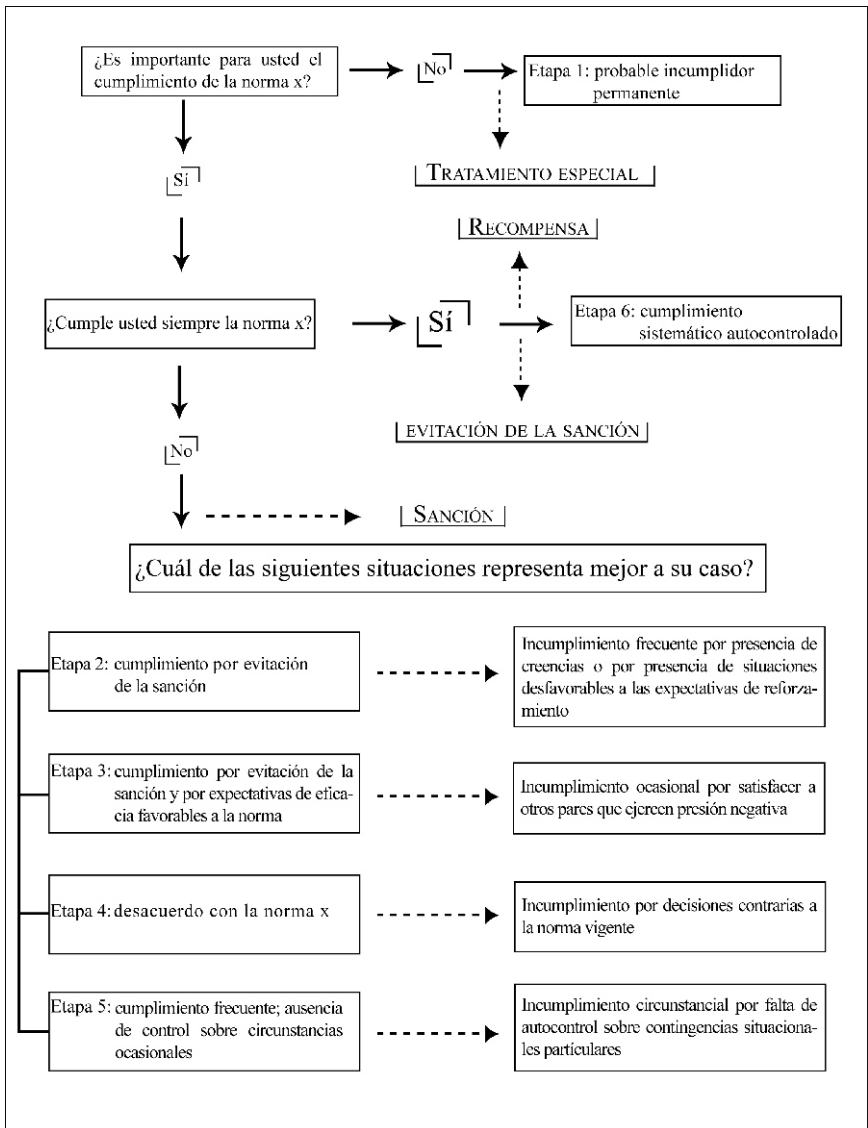 ¿Es importante para usted el
cumplimiento de la norma x?
No
Etapa 1: probable incumplidor
permanente
Sí
TRATAMIENTO ESPECIAL
RECOMPENSA
¿Cumple usted siempre la norma x?
Sí
Etapa 6: cumplimiento
sistemático autocontrolado
EVITACIÓN DE LA SANCIÓN
No
SANCIÓN
¿Cuál de las siguientes situaciones representa mejor a su caso?
Etapa 2: cumplimiento por evitación
de la sanción
Incumplimiento frecuente por presencia de
creencias o por presencia de situaciones
desfavorables a las expectativas de reforza-
miento
Etapa 3: cumplimiento por evitación de la
sanción y por expectativas de efica-
cia favorables a la norma
Incumplimiento ocasional por satisfacer a
otros pares que ejercen presión negativa
Etapa 4: desacuerdo con la norma x
Incumplimiento por decisiones contrarias a
la norma vigente
Etapa 5: cumplimiento frecuente; ausencia
de control sobre circunstancias
ocasionales
Incumplimiento circunstancial por falta de
autocontrol sobre contingencias situaciona-
les partículares